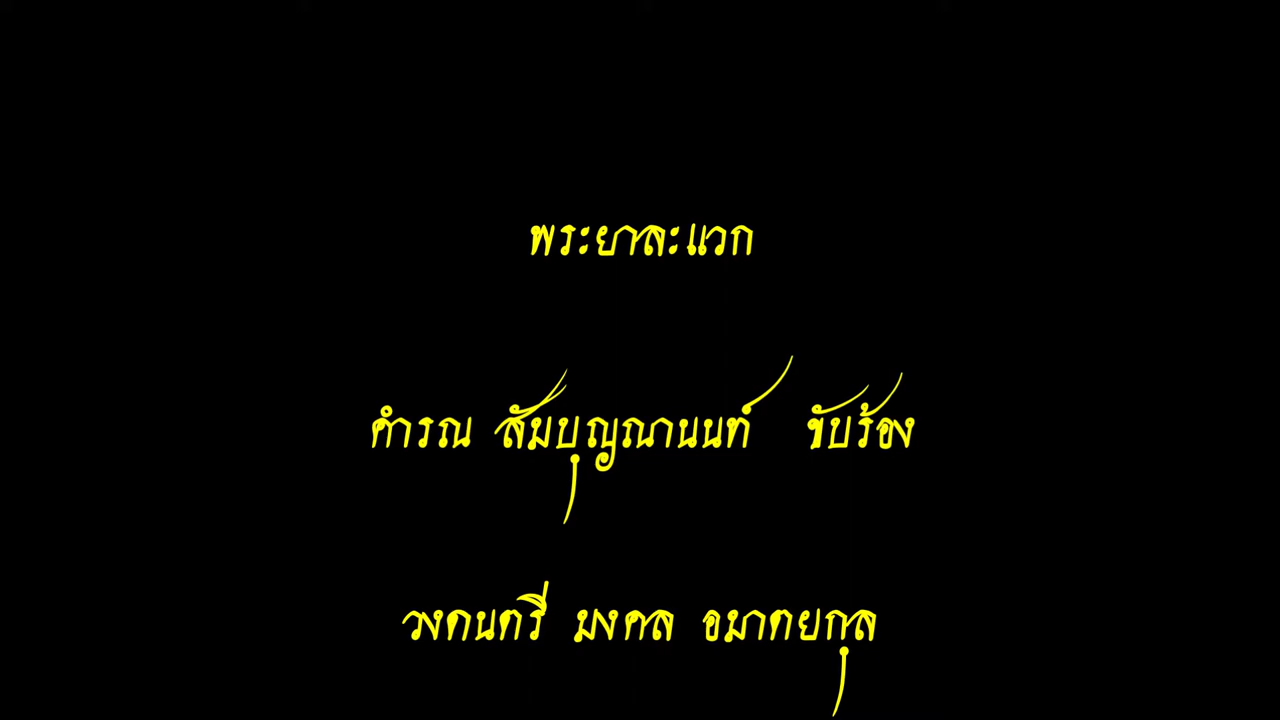 พระยาละแวก
คำรณ สัมบุญณานนท์ ขับร้อง
วงดนตรี มงคล อมาตยกุล